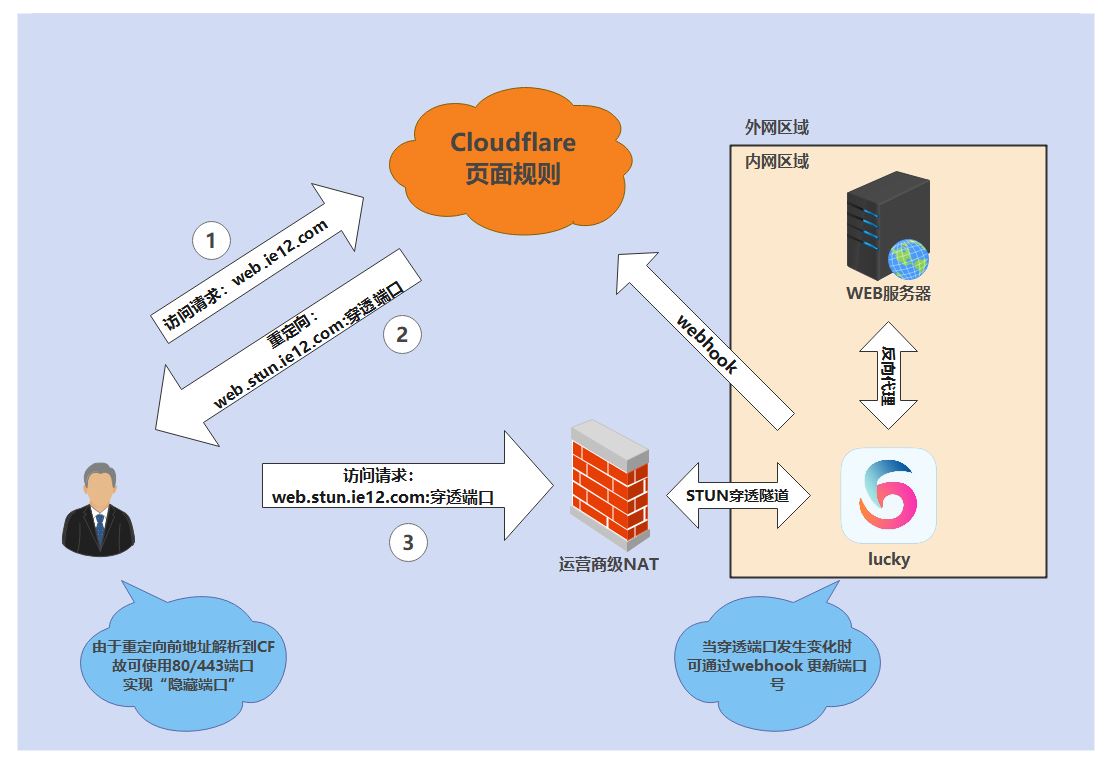 Cloudflare
页面规则
外网区域
内网区域
WEB服务器
1
访问请求：web.ie12.com
重定向：
web.stun.ie12.com:穿透端口
2
webhook
反向代理
访问请求：
web.stun.ie12.com:穿透端口
3
运营商级NAT
STUN穿透隧道
lucky
由于重定向前地址解析到CF
故可使用80/443端口
实现“隐藏端口”
当穿透端口发生变化时
可通过webhook 更新端口
号